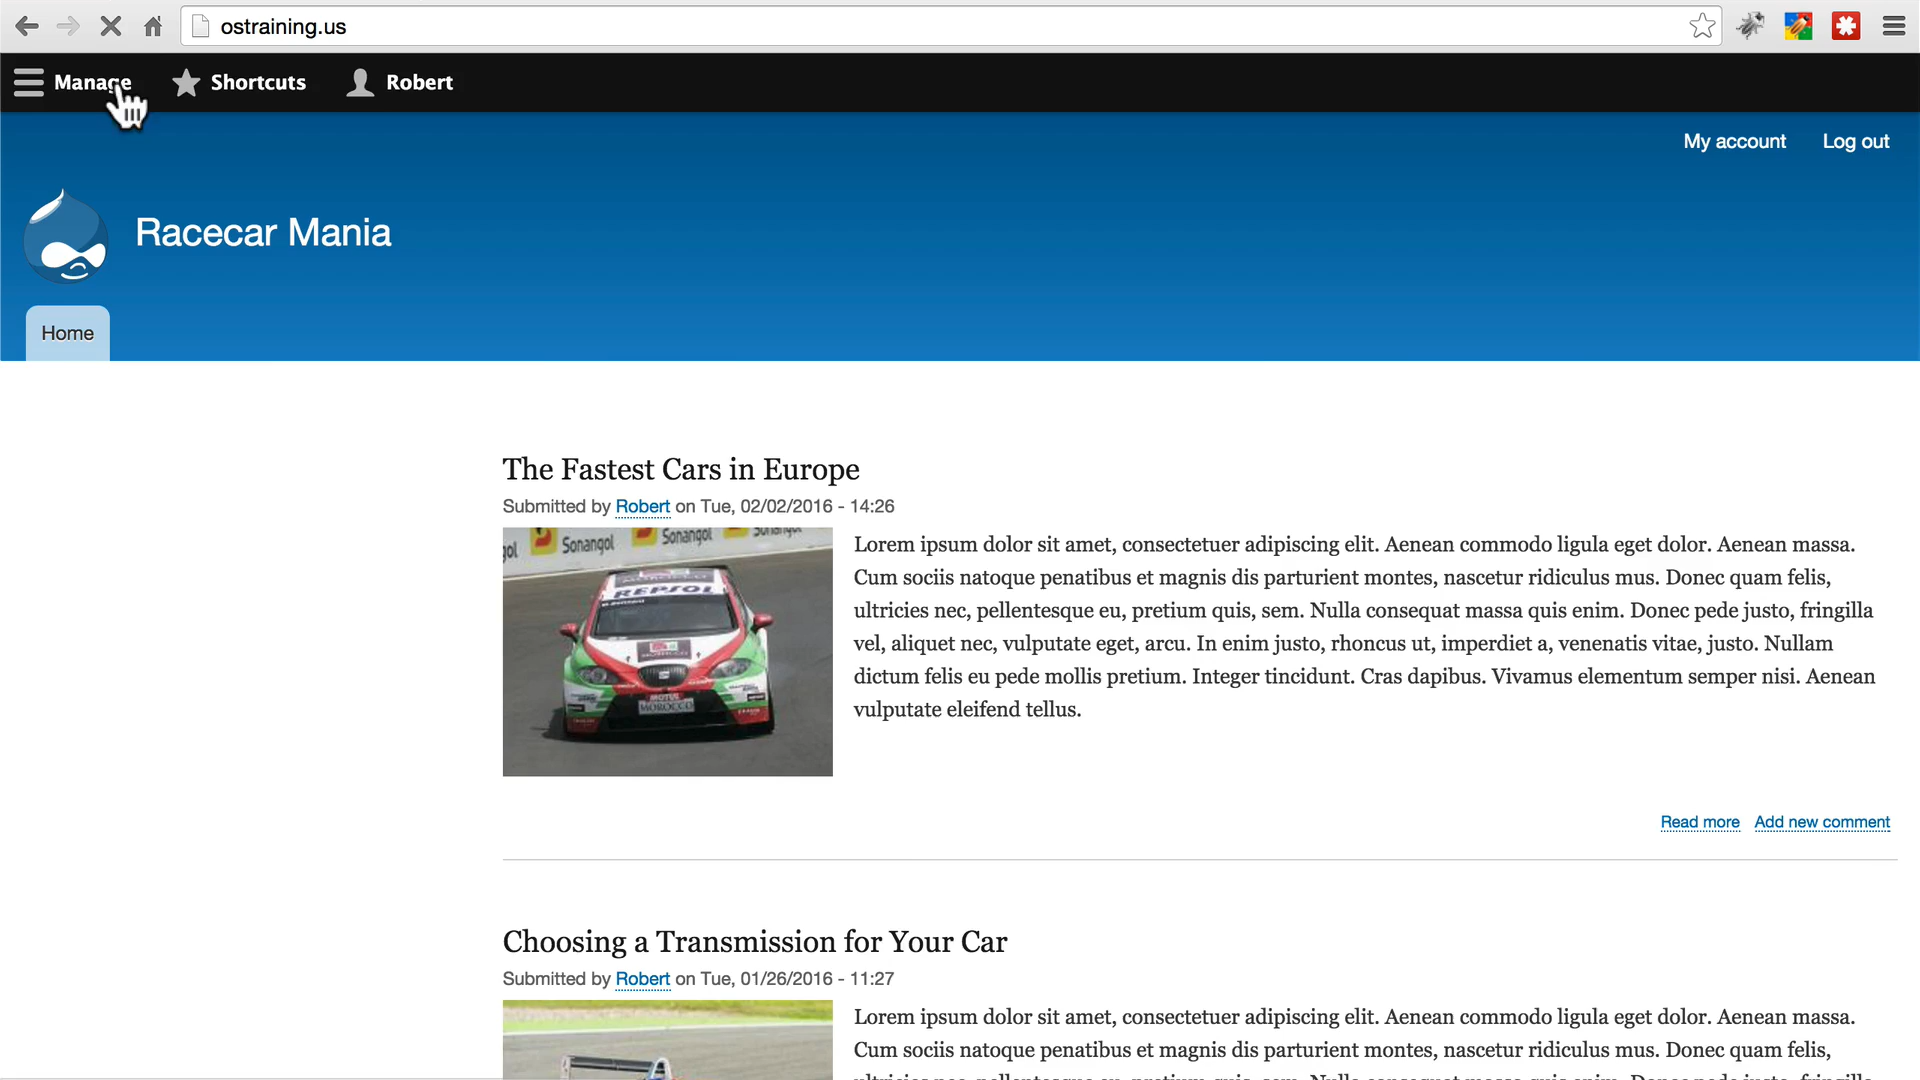 ostraining.us
Manage Shortcuts Robert
My account Log out
Racecar Mania
Home
The Fastest Cars in Europe
Submitted by Robert on Tue, 02/02/2016 - 14:26
Sonangol Sonangol
REPSOL
MOROCCO
Lorem ipsum dolor sit amet, consectetuer adipiscing elit. Aenean commodo ligula eget dolor. Aenean massa.
Cum sociis natoque penatibus et magnis dis parturient montes, nascetur ridiculus mus. Donec quam felis,
ultricies nec, pellentesque eu, pretium quis, sem. Nulla consequat massa quis enim. Donec pede justo, fringilla
vel, aliquet nec, vulputate eget, arcu. In enim justo, rhoncus ut, imperdiet a, venenatis vitae, justo. Nullam
dictum felis eu pede mollis pretium. Integer tincidunt. Cras dapibus. Vivamus elementum semper nisi. Aenean
vulputate eleifend tellus.
Read more Add new comment
Choosing a Transmission for Your Car
Submitted by Robert on Tue, 01/26/2016 - 11:27
Lorem ipsum dolor sit amet, consectetuer adipiscing elit. Aenean commodo ligula eget dolor. Aenean massa.
Cum sociis natoque penatibus et magnis dis parturient montes, nascetur ridiculus mus. Donec quam felis,